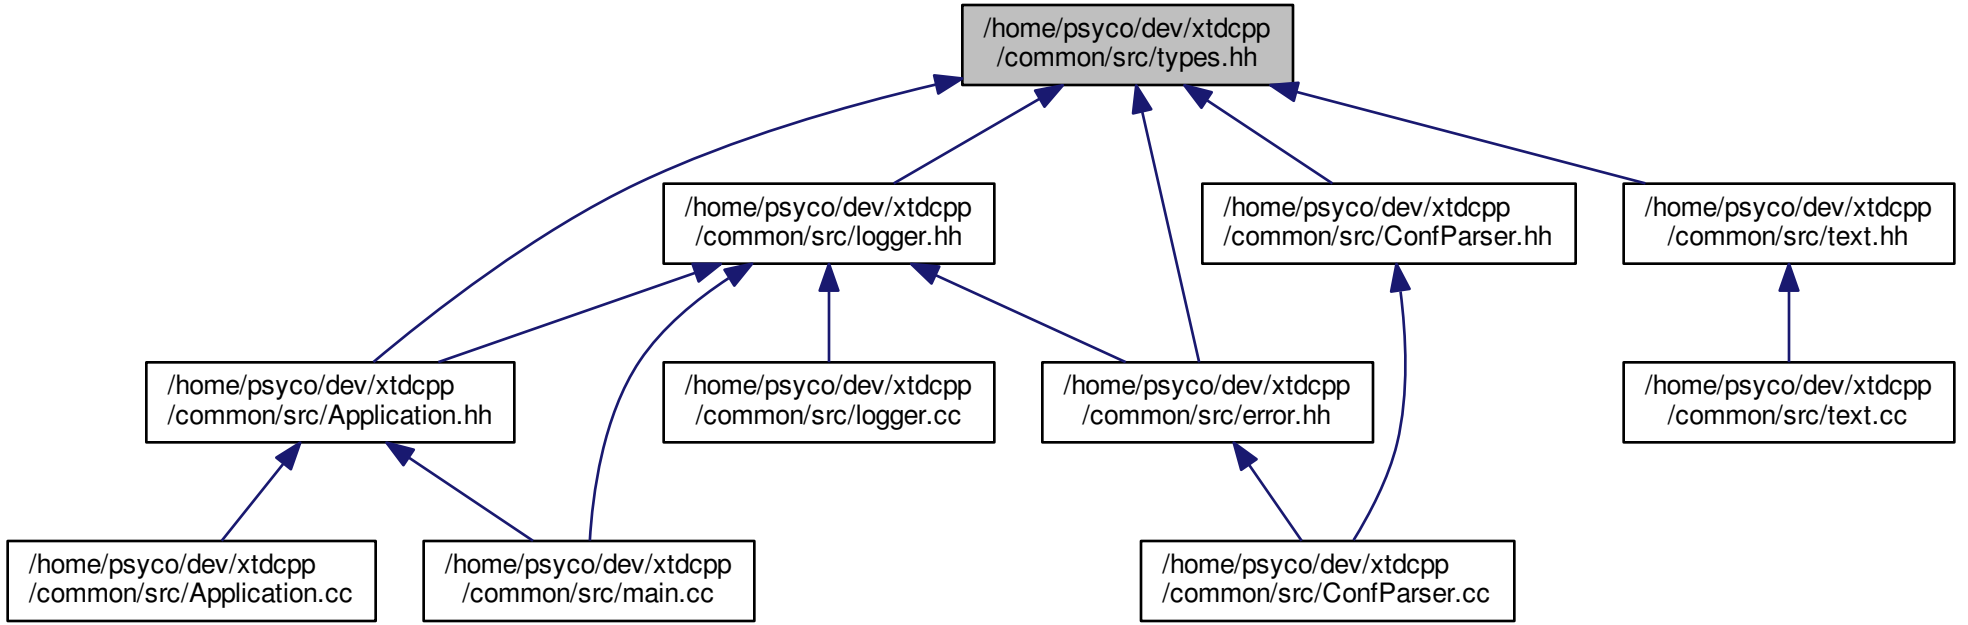 /home/psyco/dev/xtdcpp
/common/src/types.hh
/home/psyco/dev/xtdcpp
/common/src/logger.hh
/home/psyco/dev/xtdcpp
/common/src/ConfParser.hh
/home/psyco/dev/xtdcpp
/common/src/text.hh
/home/psyco/dev/xtdcpp
/common/src/Application.hh
/home/psyco/dev/xtdcpp
/common/src/logger.cc
/home/psyco/dev/xtdcpp
/common/src/error.hh
/home/psyco/dev/xtdcpp
/common/src/text.cc
/home/psyco/dev/xtdcpp
/common/src/Application.cc
/home/psyco/dev/xtdcpp
/common/src/main.cc
/home/psyco/dev/xtdcpp
/common/src/ConfParser.cc